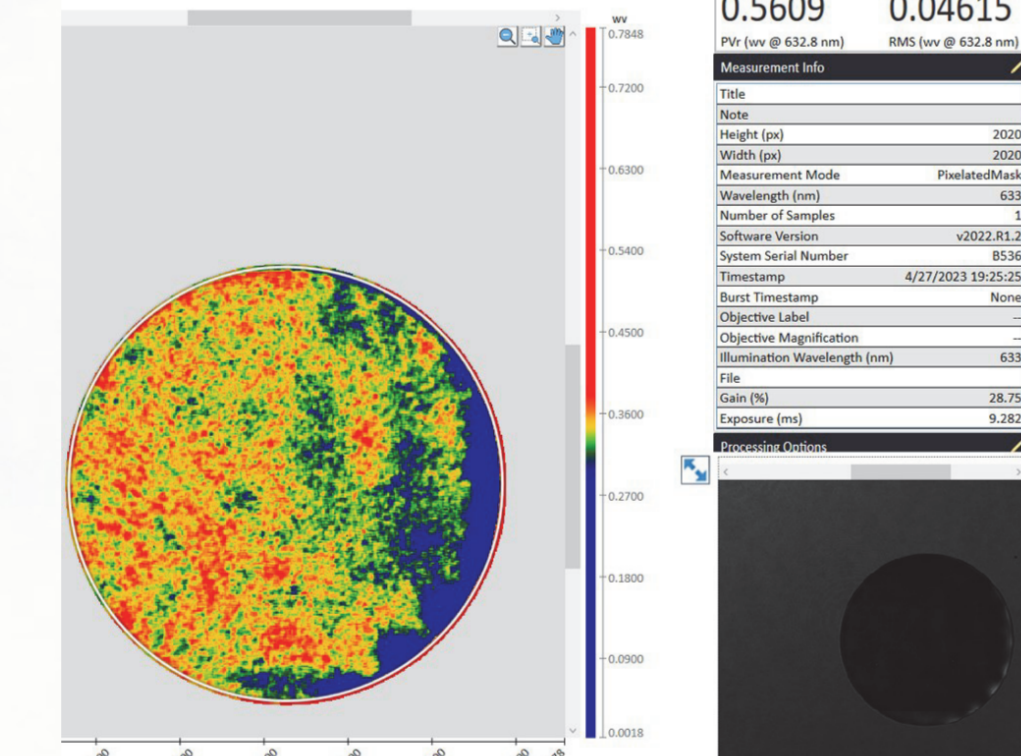 wv
0.7848
0.7200
0.6300
0.5400
0.4500
0.3600
0.2700
0.1800
0.0900
0.0018
0.5609 0.04615
PVr (wv @ 632.8 nm) RMS (wv @ 632.8 nm)
Measurement Info
Title
Note
Height (px) 2020
Width (px) 2020
Measurement Mode PixelatedMask
Wavelength (nm) 633
Number of Samples 1
Software Version v2022.R1.2
System Serial Number B536
Timestamp 4/27/2023 19:25:25
Burst Timestamp None
Objective Label --
Objective Magnification --
Illumination Wavelength (nm) 633
File
Gain (%) 28.75
Exposure (ms) 9.282
Processing Options